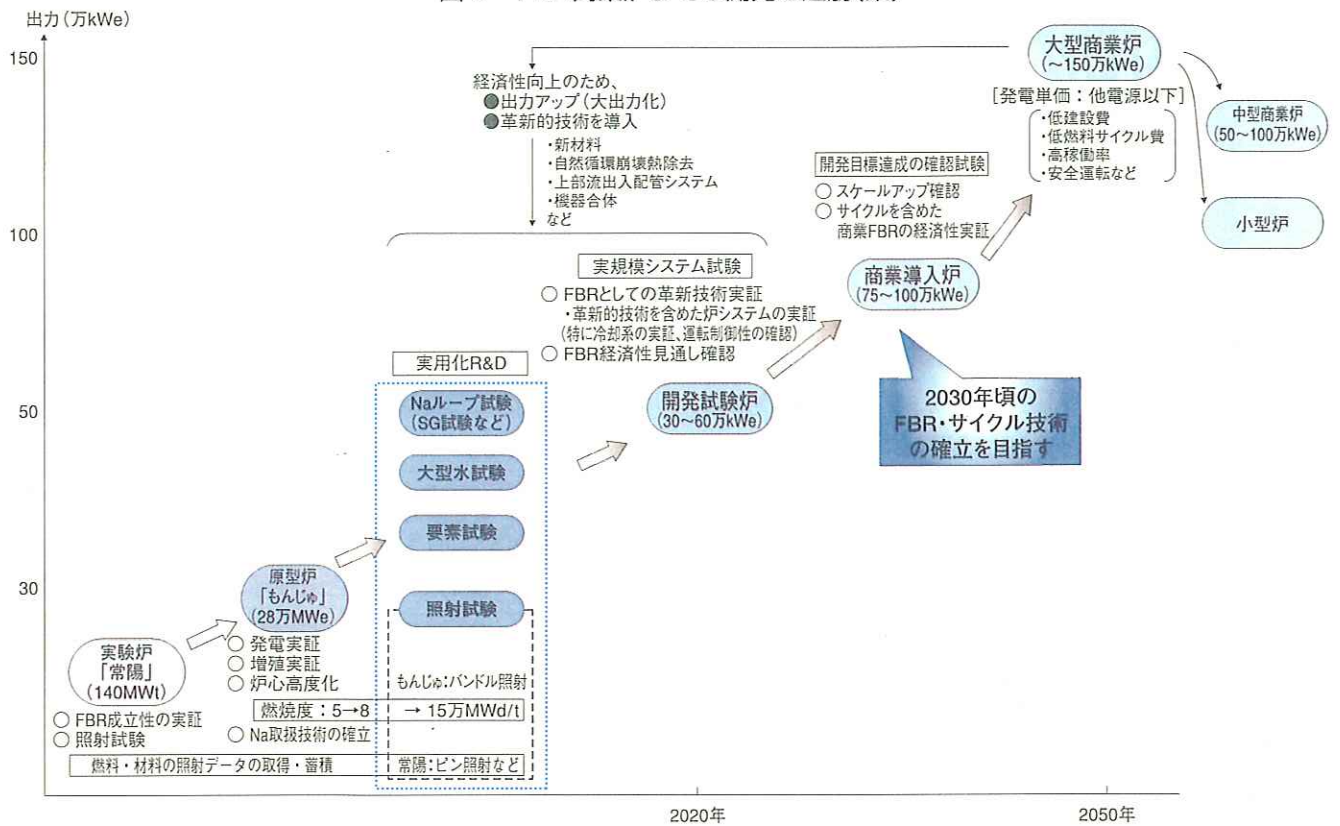 出力（万kWe）
150
100
50
30
2020年
2050年
大型商業炉
（～150万kWe）
[発電単価：他電源以下]
・低建設費
・低燃料サイクル費
・高稼働率
・安全運転など
中型商業炉
（50～100万kWe）
小型炉
経済性向上のため、
●出力アップ（大出力化）
●革新的技術を導入
・新材料
・自然循環崩壊熱除去
・上部流出入配管システム
・機器合体
など
開発目標達成の確認試験
○ スケールアップ確認
○ サイクルを含めた
商業FBRの経済性実証
商業導入炉
（75～100万kWe）
2030年頃の
FBR・サイクル技術
の確立を目指す
実規模システム試験
○ FBRとしての革新技術実証
・革新的技術を含めた炉システムの実証
（特に冷却系の実証、運転制御性の確認）
○ FBR経済性見通し確認
開発試験炉
（30～60万kWe）
実用化R&D
Naループ試験
（SG試験など）
大型水試験
要素試験
照射試験
もんじゅ：バンドル照射
→ 15万MWd/t
常陽：ピン照射など
原型炉
「もんじゅ」
（28万MWe）
○ 発電実証
○ 増殖実証
○ 炉心高度化
燃焼度：5→8
○ Na取扱技術の確立
実験炉
「常陽」
（140MWt）
○ FBR成立性の実証
○ 照射試験
燃料・材料の照射データの取得・蓄積